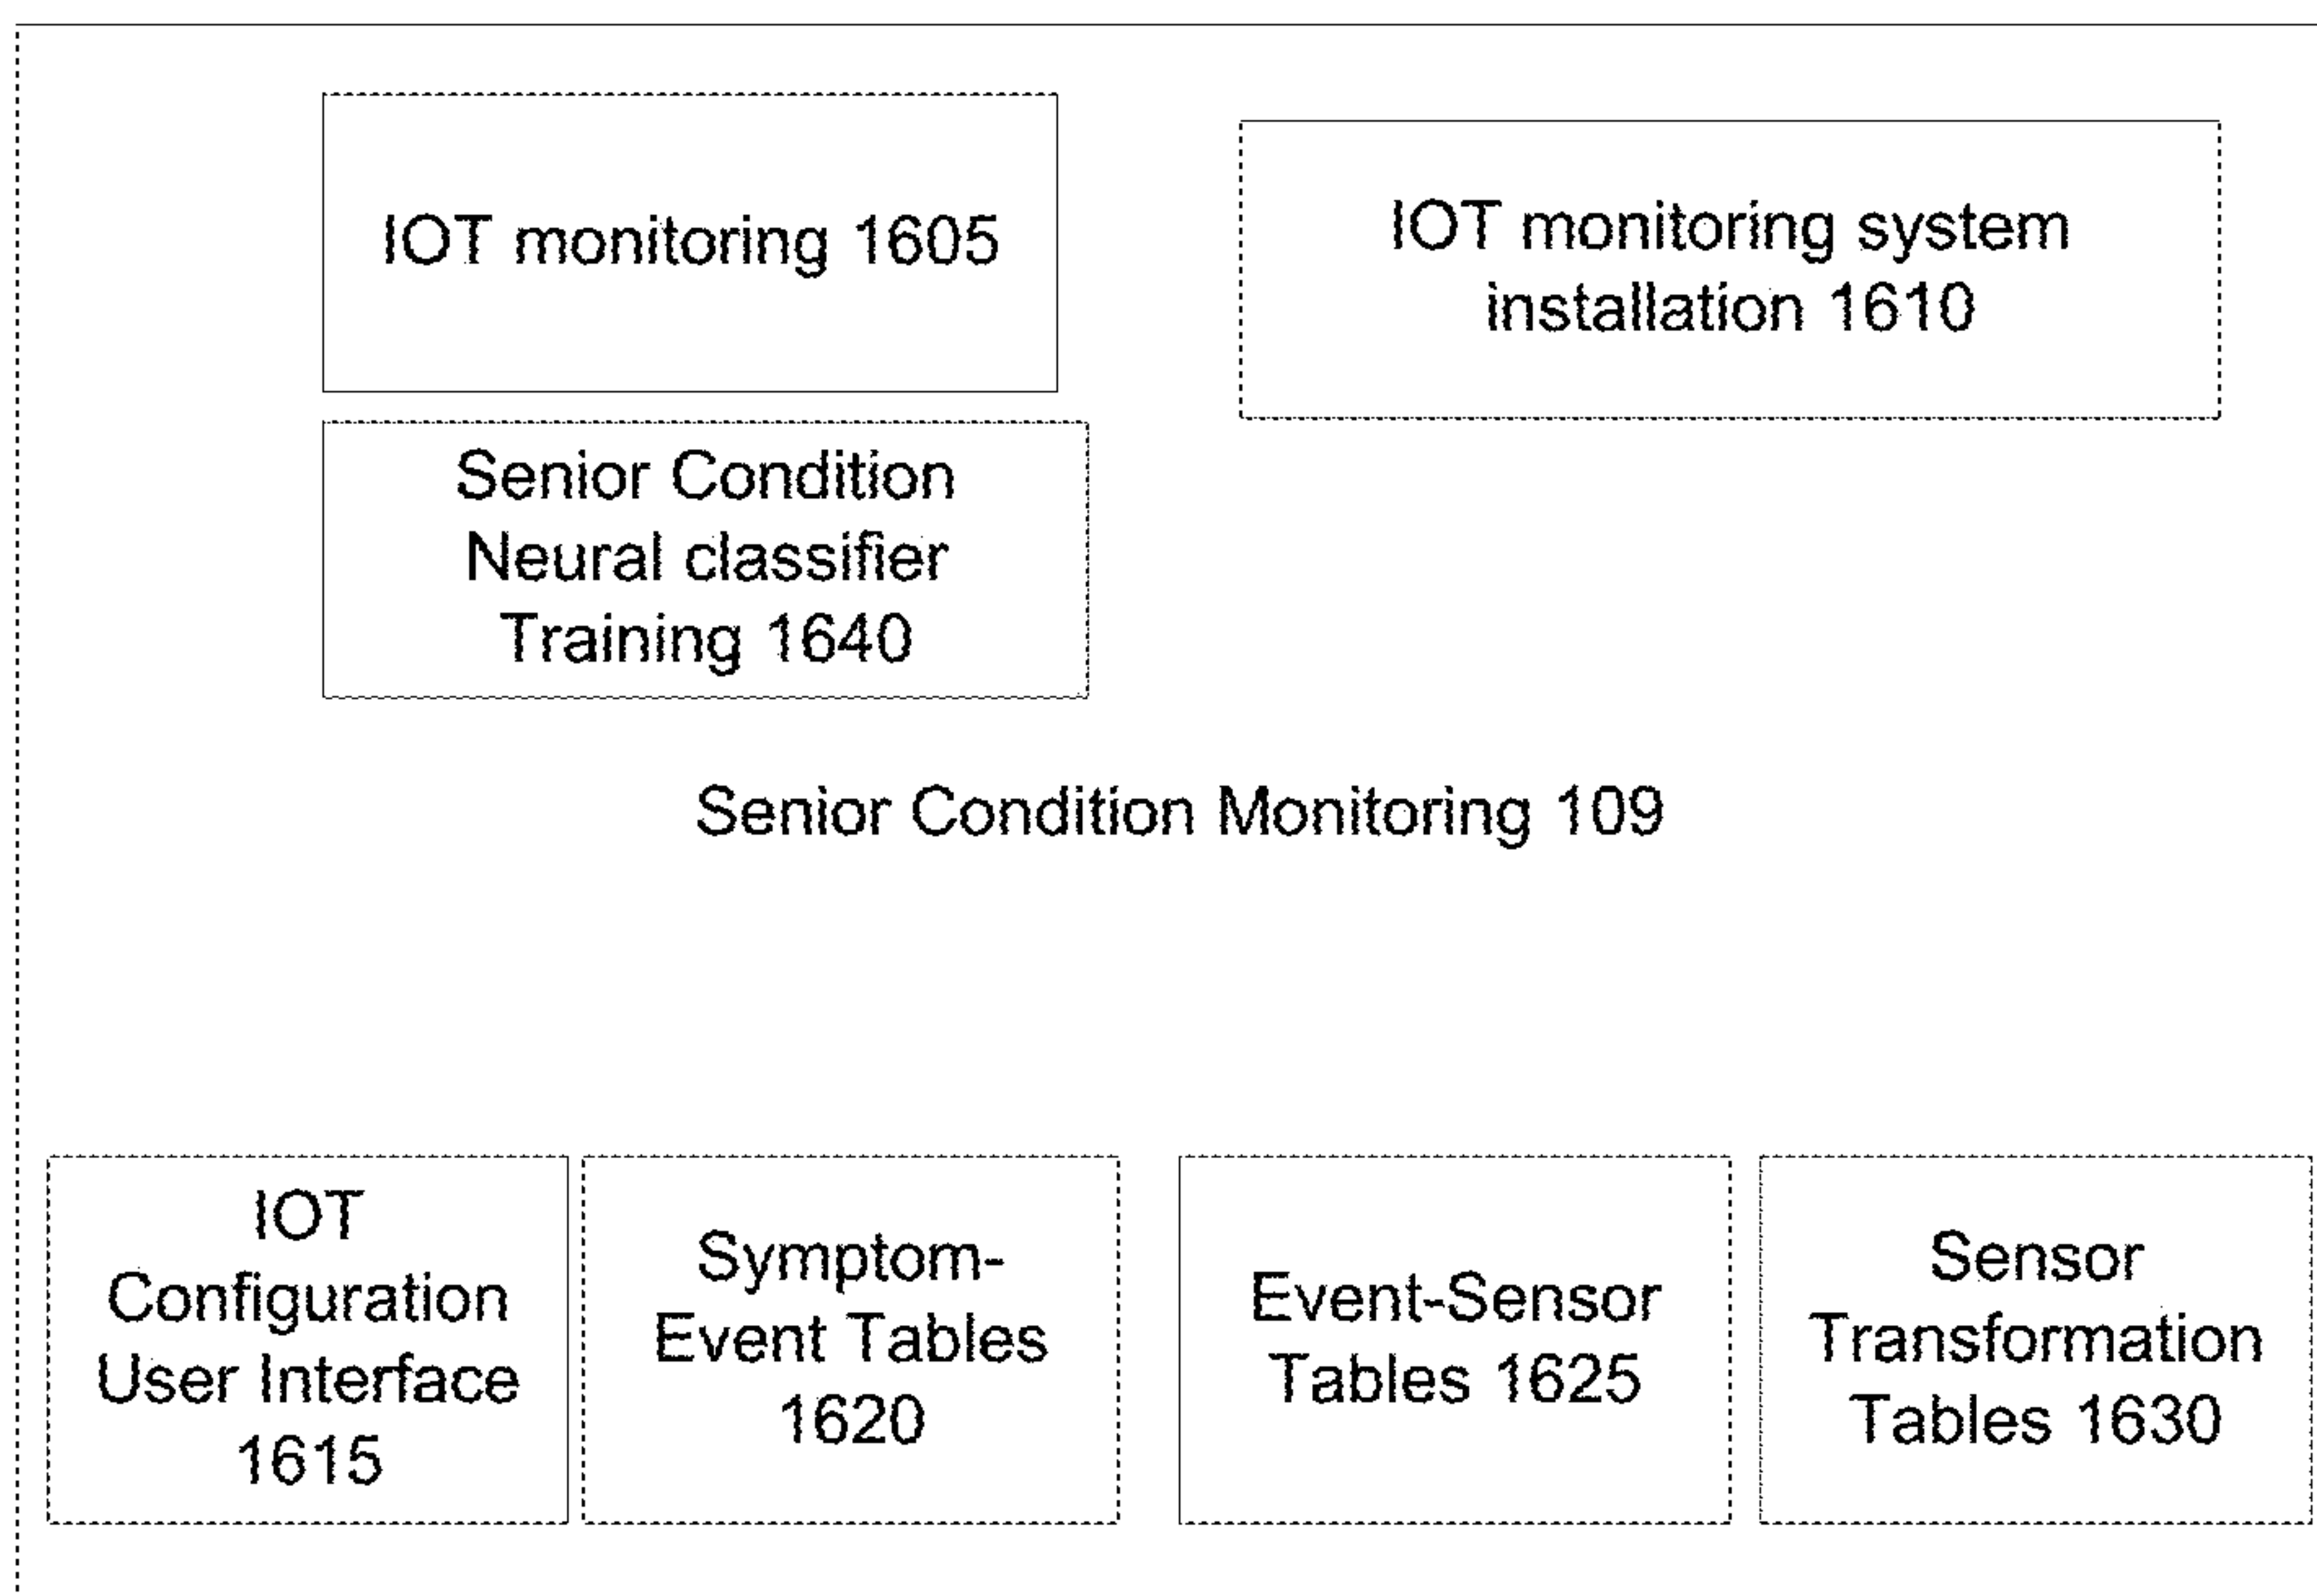 IOT monitoring 1605
IOT monitoring system
installation 1610
Senior Condition
Neural classifier
Training 1640
Senior Condition Monitoring 109
IOT
Configuration
User Interface
1615
Symptom-
Event Tables
1620
Event-Sensor
Tables 1625
Sensor
Transformation
Tables 1630